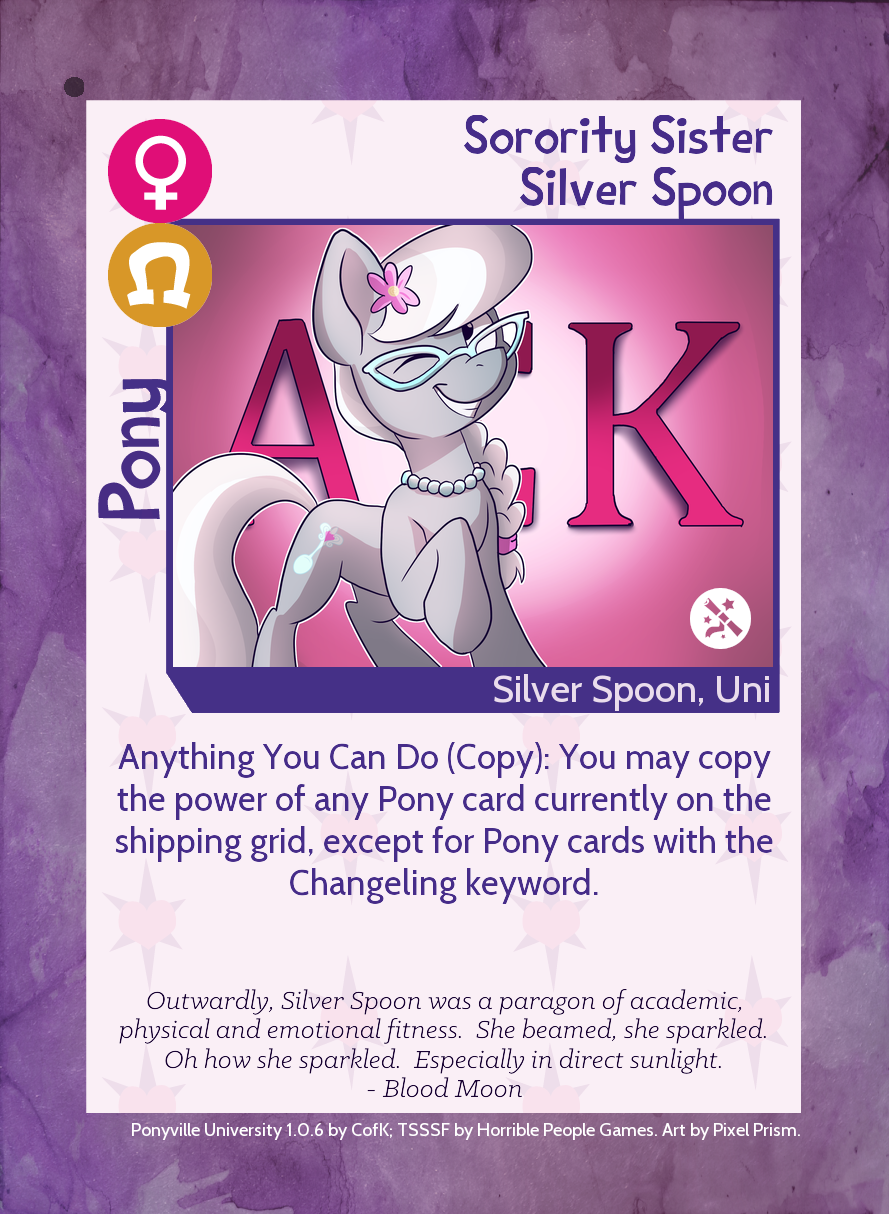 Sorority Sister
Silver Spoon
Pony
A K
Silver Spoon, Uni
Anything You Can Do (Copy): You may copy
the power of any Pony card currently on the
shipping grid, except for Pony cards with the
Changeling keyword.
Outwardly, Silver Spoon was a paragon of academic,
physical and emotional fitness. She beamed, she sparkled.
Oh how she sparkled. Especially in direct sunlight.
- Blood Moon
Ponyville University 1.0.6 by CofK; TSSSF by Horrible People Games. Art by Pixel Prism.